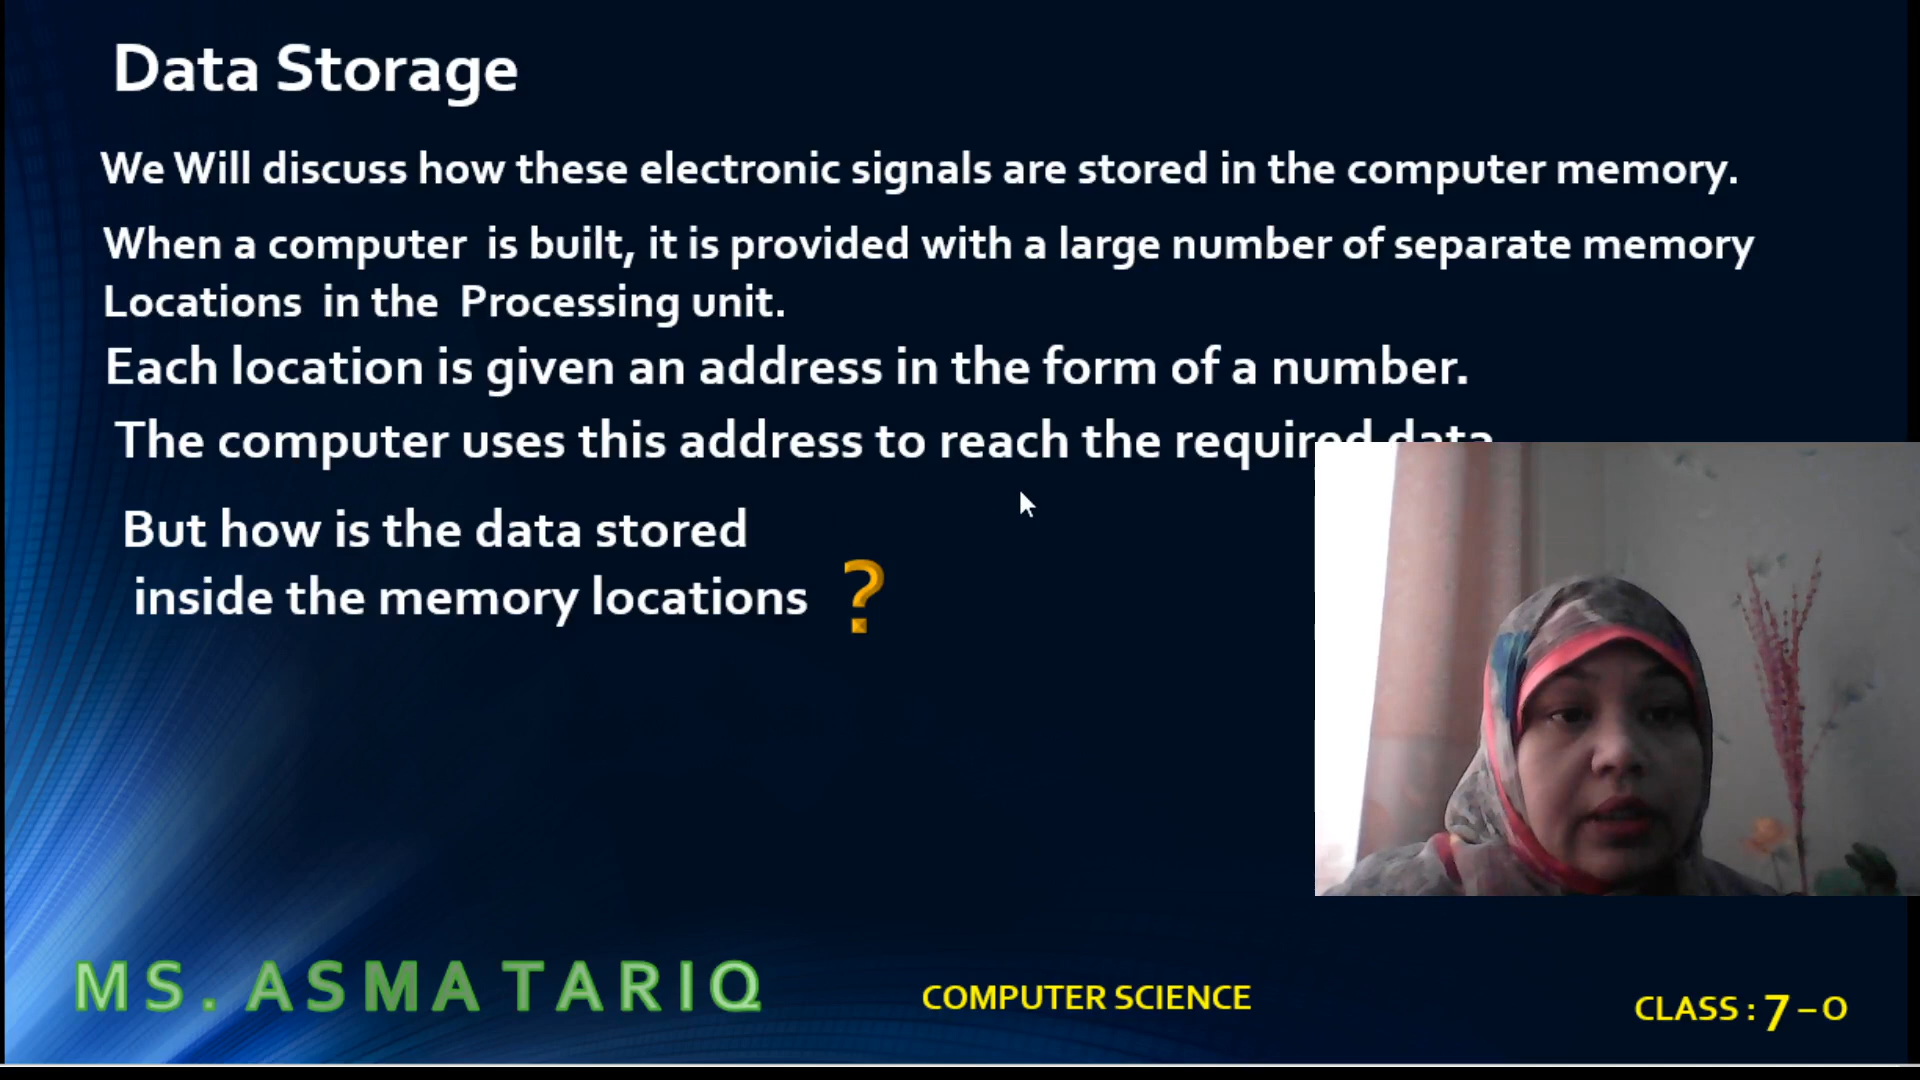 Data Storage
We Will discuss how these electronic signals are stored in the computer memory.
When a computer is built, it is provided with a large number of separate memory
Locations in the Processing unit.
Each location is given an address in the form of a number.
The computer uses this address to reach the required data
But how is the data stored
inside the memory locations ?
MS. ASMA TARIQ
COMPUTER SCIENCE
CLASS : 7 – O